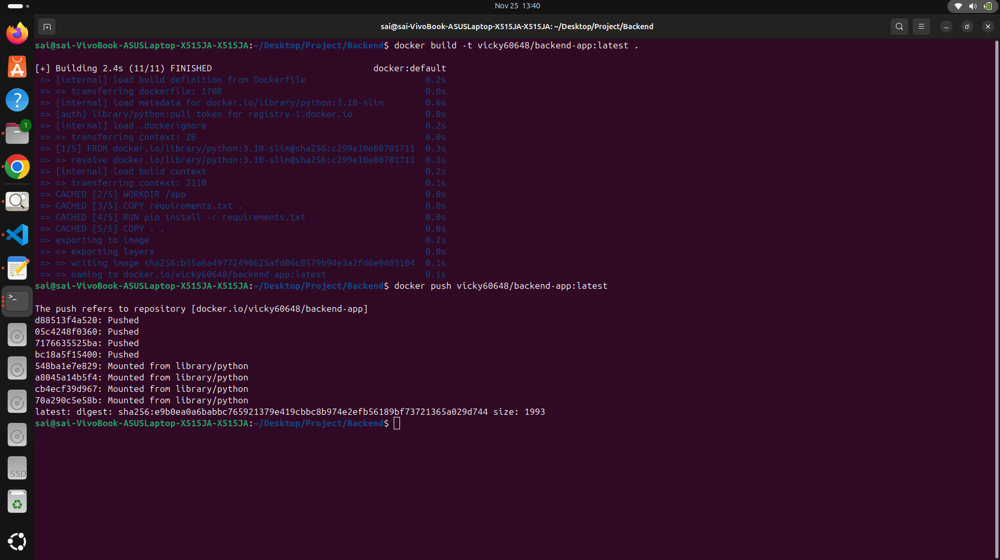 Nov 25 13:40
sai@sai-VivoBook-ASUSLaptop-X515JA-X515JA: ~/Desktop/Project/Backend
sai@sai-VivoBook-ASUSLaptop-X515JA-X515JA:~/Desktop/Project/Backend$ docker build -t vicky60648/backend-app:latest .
[+] Building 2.4s (11/11) FINISHED docker:default
=> [internal] load build definition from Dockerfile 0.2s
=> => transferring dockerfile: 170B 0.0s
=> [internal] load metadata for docker.io/library/python:3.10-slim 0.6s
=> [auth] library/python:pull token for registry-1.docker.io 0.0s
=> [internal] load .dockerignore 0.2s
=> => transferring context: 2B 0.0s
=> [1/5] FROM docker.io/library/python:3.10-slim@sha256:c299e10e00701711 0.3s
=> => resolve docker.io/library/python:3.10-slim@sha256:c299e10e00701711 0.3s
=> [internal] load build context 0.2s
=> => transferring context: 211B 0.1s
=> CACHED [2/5] WORKDIR /app 0.0s
=> CACHED [3/5] COPY requirements.txt . 0.0s
=> CACHED [4/5] RUN pip install -r requirements.txt 0.0s
=> CACHED [5/5] COPY . . 0.0s
=> exporting to image 0.2s
=> => exporting layers 0.0s
=> => writing image sha256:b55a6a49772490625afd06c8579b94e3a2fd6e0403104 0.1s
=> => naming to docker.io/vicky60648/backend-app:latest 0.1s
sai@sai-VivoBook-ASUSLaptop-X515JA-X515JA:~/Desktop/Project/Backend$ docker push vicky60648/backend-app:latest
The push refers to repository [docker.io/vicky60648/backend-app]
d88513f4a520: Pushed
05c4248f0360: Pushed
7176635525ba: Pushed
bc18a5f15400: Pushed
548ba1e7e829: Mounted from library/python
a8045a14b5f4: Mounted from library/python
cb4ecf39d967: Mounted from library/python
70a290c5e58b: Mounted from library/python
latest: digest: sha256:e9b0ea0a6babbc765921379e419cbbc8b974e2efb56189bf73721365a029d744 size: 1993
sai@sai-VivoBook-ASUSLaptop-X515JA-X515JA:~/Desktop/Project/Backend$
1
SSD